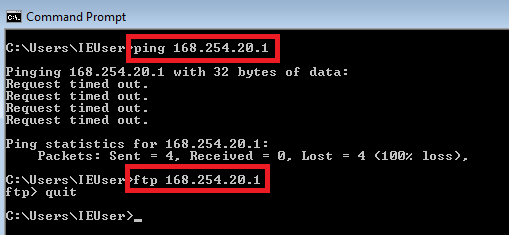 Command Prompt
C:\Users\IEUser>ping 168.254.20.1
Pinging 168.254.20.1 with 32 bytes of data:
Request timed out.
Request timed out.
Request timed out.
Request timed out.
Ping statistics for 168.254.20.1:
Packets: Sent = 4, Received = 0, Lost = 4 (100% loss),
C:\Users\IEUser>ftp 168.254.20.1
ftp> quit
C:\Users\IEUser>_